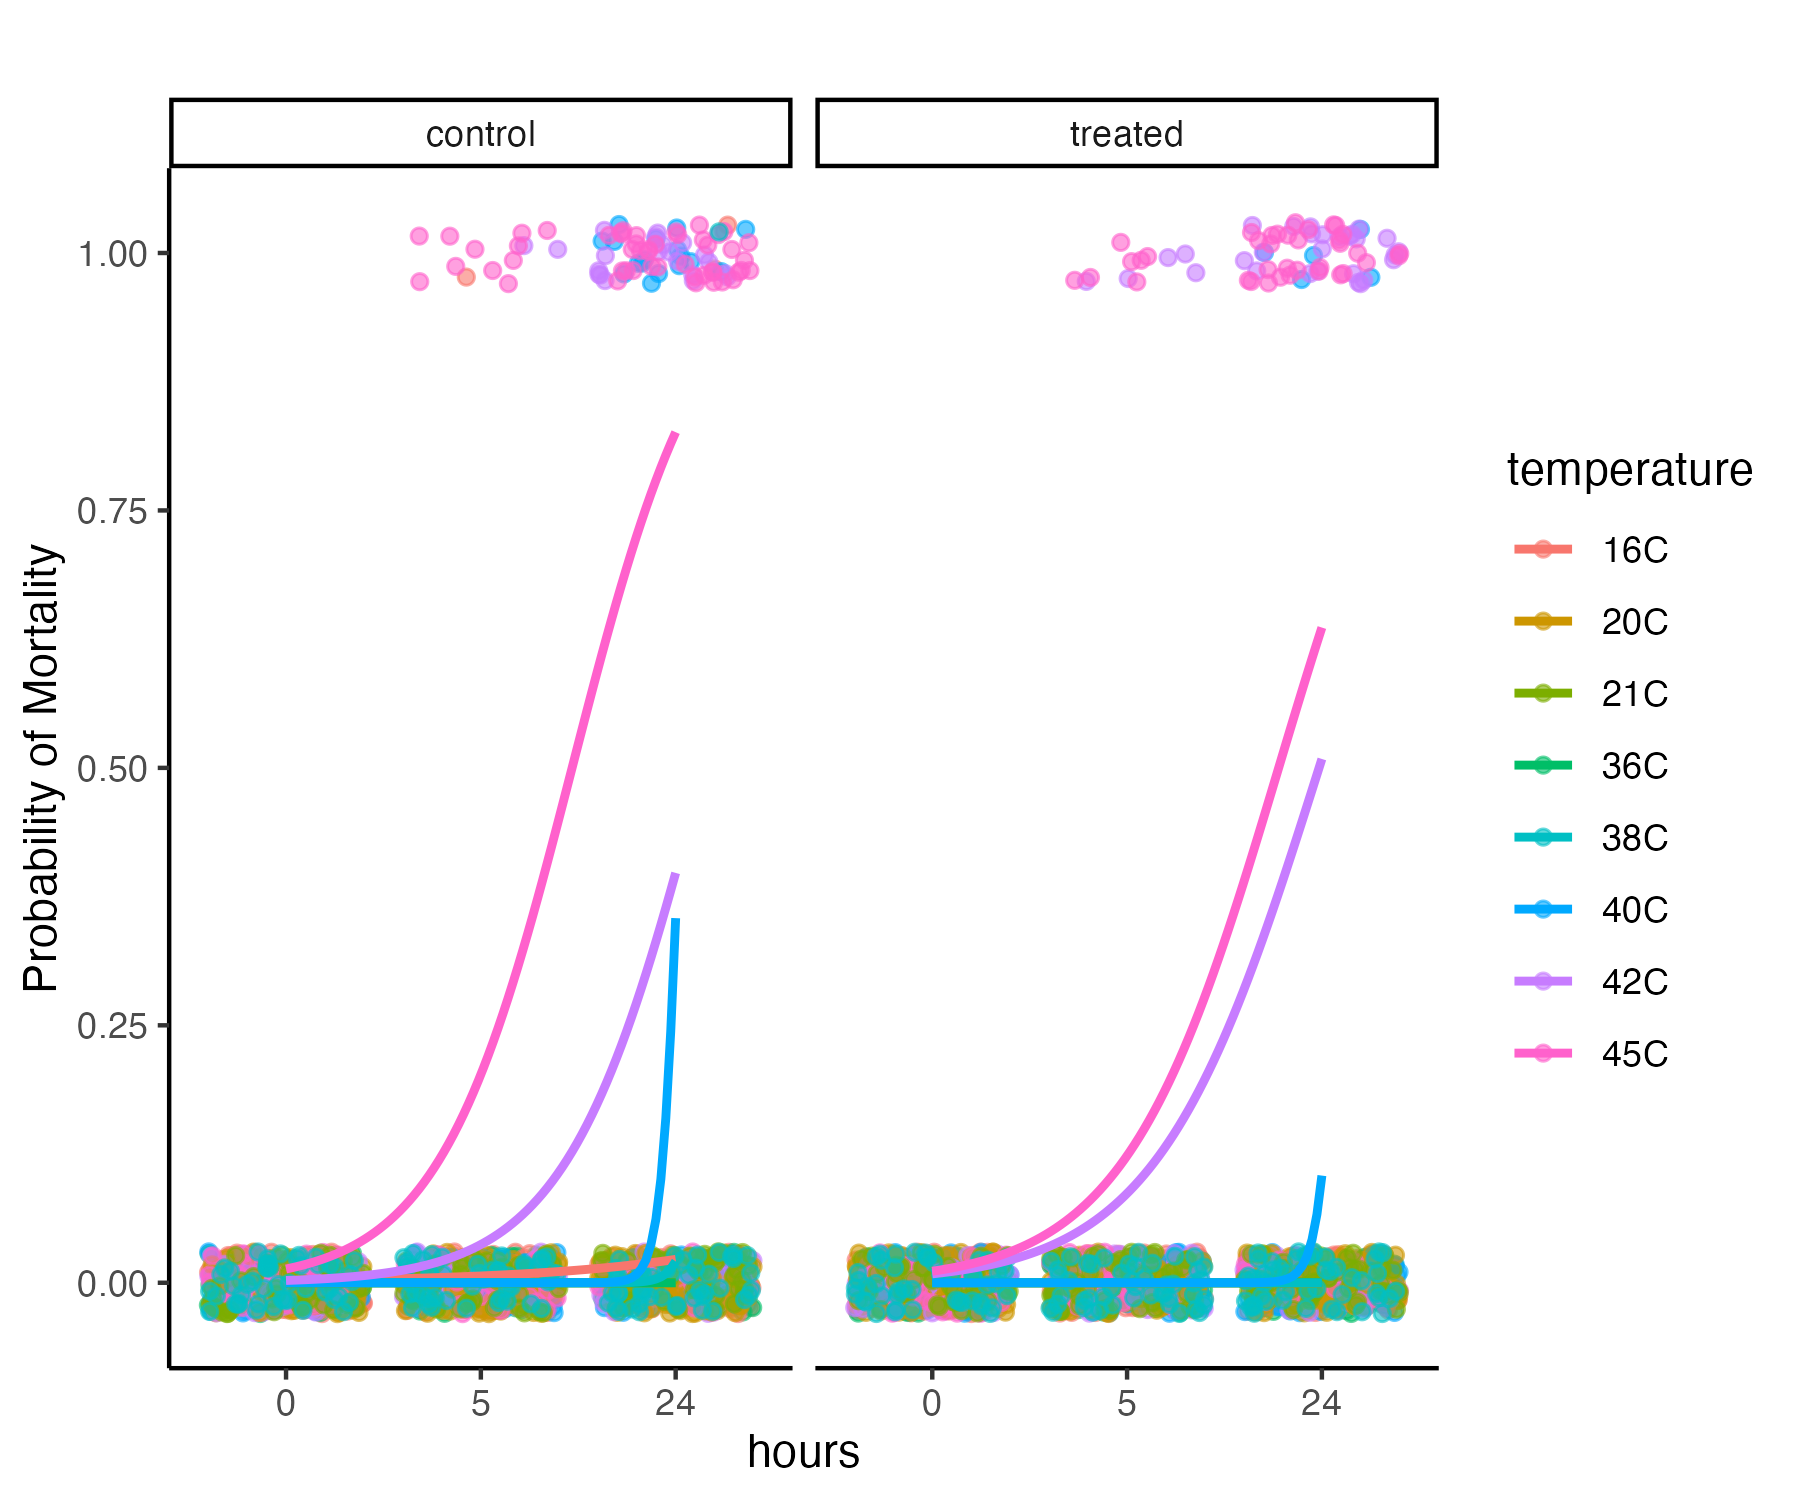 control
treated
1.00
0.75
0.50
0.25
0.00
Probability of Mortality
0 5 24
0 5 24
hours
temperature
16C
20C
21C
36C
38C
40C
42C
45C